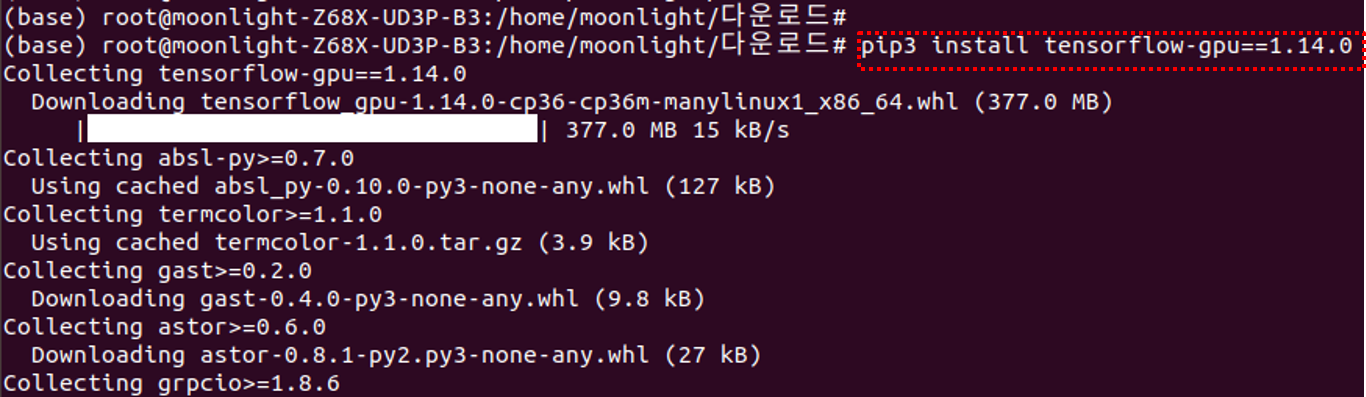 (base) root@moonlight-Z68X-UD3P-B3:/home/moonlight/다운로드#
(base) root@moonlight-Z68X-UD3P-B3:/home/moonlight/다운로드# pip3 install tensorflow-gpu==1.14.0
Collecting tensorflow-gpu==1.14.0
  Downloading tensorflow_gpu-1.14.0-cp36-cp36m-manylinux1_x86_64.whl (377.0 MB)
     |                                | 377.0 MB 15 kB/s
Collecting absl-py>=0.7.0
  Using cached absl_py-0.10.0-py3-none-any.whl (127 kB)
Collecting termcolor>=1.1.0
  Using cached termcolor-1.1.0.tar.gz (3.9 kB)
Collecting gast>=0.2.0
  Downloading gast-0.4.0-py3-none-any.whl (9.8 kB)
Collecting astor>=0.6.0
  Downloading astor-0.8.1-py2.py3-none-any.whl (27 kB)
Collecting grpcio>=1.8.6